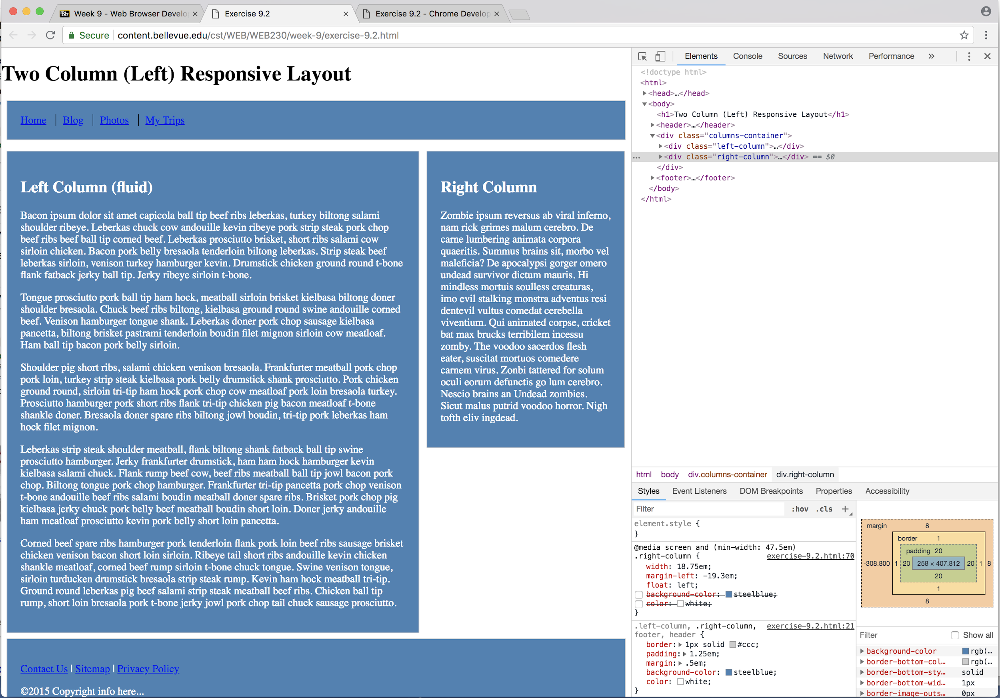 Bb Week 9 - Web Browser Develo
Exercise 9.2
Exercise 9.2 - Chrome Develop
Secure
content.bellevue.edu/cst/WEB/WEB230/week-9/exercise-9.2.html
Two Column (Left) Responsive Layout
Home
Blog
Photos
My Trips
Left Column (fluid)
Bacon ipsum dolor sit amet capicola ball tip beef ribs leberkas, turkey biltong salami
shoulder ribeye. Leberkas chuck cow andouille kevin ribeye pork strip steak pork chop
beef ribs beef ball tip corned beef. Leberkas prosciutto brisket, short ribs salami cow
sirloin chicken. Bacon pork belly bresaola tenderloin biltong leberkas. Strip steak beef
leberkas sirloin, venison turkey hamburger kevin. Drumstick chicken ground round t-bone
flank fatback jerky ball tip. Jerky ribeye sirloin t-bone.
Tongue prosciutto pork ball tip ham hock, meatball sirloin brisket kielbasa biltong doner
shoulder bresaola. Chuck beef ribs biltong, kielbasa ground round swine andouille corned
beef. Venison hamburger tongue shank. Leberkas doner pork chop sausage kielbasa
pancetta, biltong brisket pastrami tenderloin boudin filet mignon sirloin cow meatloaf.
Ham ball tip bacon pork belly sirloin.
Shoulder pig short ribs, salami chicken venison bresaola. Frankfurter meatball pork chop
pork loin, turkey strip steak kielbasa pork belly drumstick shank prosciutto. Pork chicken
ground round, sirloin tri-tip ham hock pork chop cow meatloaf pork loin bresaola turkey.
Prosciutto hamburger pork short ribs flank tri-tip chicken pig bacon meatloaf t-bone
shankle doner. Bresaola doner spare ribs biltong jowl boudin, tri-tip pork leberkas ham
hock filet mignon.
Leberkas strip steak shoulder meatball, flank biltong shank fatback ball tip swine
prosciutto hamburger. Jerky frankfurter drumstick, ham ham hock hamburger kevin
kielbasa salami chuck. Flank rump beef cow, beef ribs meatball ball tip jowl bacon pork
chop. Biltong tongue pork chop hamburger. Frankfurter tri-tip pancetta pork chop venison
t-bone andouille beef ribs salami boudin meatball doner spare ribs. Brisket pork chop pig
kielbasa jerky chuck pork belly beef meatball boudin short loin. Doner jerky andouille
ham meatloaf prosciutto kevin pork belly short loin pancetta.
Corned beef spare ribs hamburger pork tenderloin flank pork loin beef ribs sausage brisket
chicken venison bacon short loin sirloin. Ribeye tail short ribs andouille kevin chicken
shankle meatloaf, corned beef rump sirloin t-bone chuck tongue. Swine venison tongue,
sirloin turducken drumstick bresaola strip steak rump. Kevin ham hock meatball tri-tip.
Ground round leberkas pig beef salami strip steak meatball beef ribs. Chicken ball tip
rump, short loin bresaola pork t-bone jerky jowl pork chop tail chuck sausage prosciutto.
Right Column
Zombie ipsum reversus ab viral inferno,
nam rick grimes malum cerebro. De
carne lumbering animata corpora
quaeritis. Summus brains sit, morbo vel
maleficia? De apocalypsi gorger omero
undead survivor dictum mauris. Hi
mindless mortuis soulless creaturas,
imo evil stalking monstra adventus resi
dentevil vultus comedat cerebella
viventium. Qui animated corpse, cricket
bat max brucks terribilem incessu
zomby. The voodoo sacerdos flesh
eater, suscitat mortuos comedere
carnem virus. Zonbi tattered for solum
oculi eorum defunctis go lum cerebro.
Nescio brains an Undead zombies.
Sicut malus putrid voodoo horror. Nigh
tofth eliv ingdead.
Contact Us | Sitemap | Privacy Policy
©2015 Copyright info here...
Elements Console Sources Network Performance »
<!doctype html>
<html>
<head>…</head>
<body>
<h1>Two Column (Left) Responsive Layout</h1>
<header>…</header>
<div class="columns-container">
<div class="left-column">…</div>
... <div class="right-column">…</div> == $0
</div>
<footer>…</footer>
</body>
</html>
html body div.columns-container div.right-column
Styles Event Listeners DOM Breakpoints Properties Accessibility
Filter :hov .cls +
element.style {
}
@media screen and (min-width: 47.5em)
.right-column { exercise-9.2.html:70
width: 18.75em;
margin-left: -19.3em;
float: left;
background-color: steelblue;
color: white;
}
.left-column, .right-column, exercise-9.2.html:21
footer, header {
border: 1px solid #ccc;
padding: 1.25em;
margin: .5em;
background-color: steelblue;
color: white;
}
margin 8
border 1
padding 20
-308.800 1 20 258 × 407.812 20 1 8
20
1
8
Filter Show all
background-color rgb(…
border-bottom-col… rgb(…
border-bottom-sty… solid
border-bottom-wid… 1px
border-image-outs… 0px